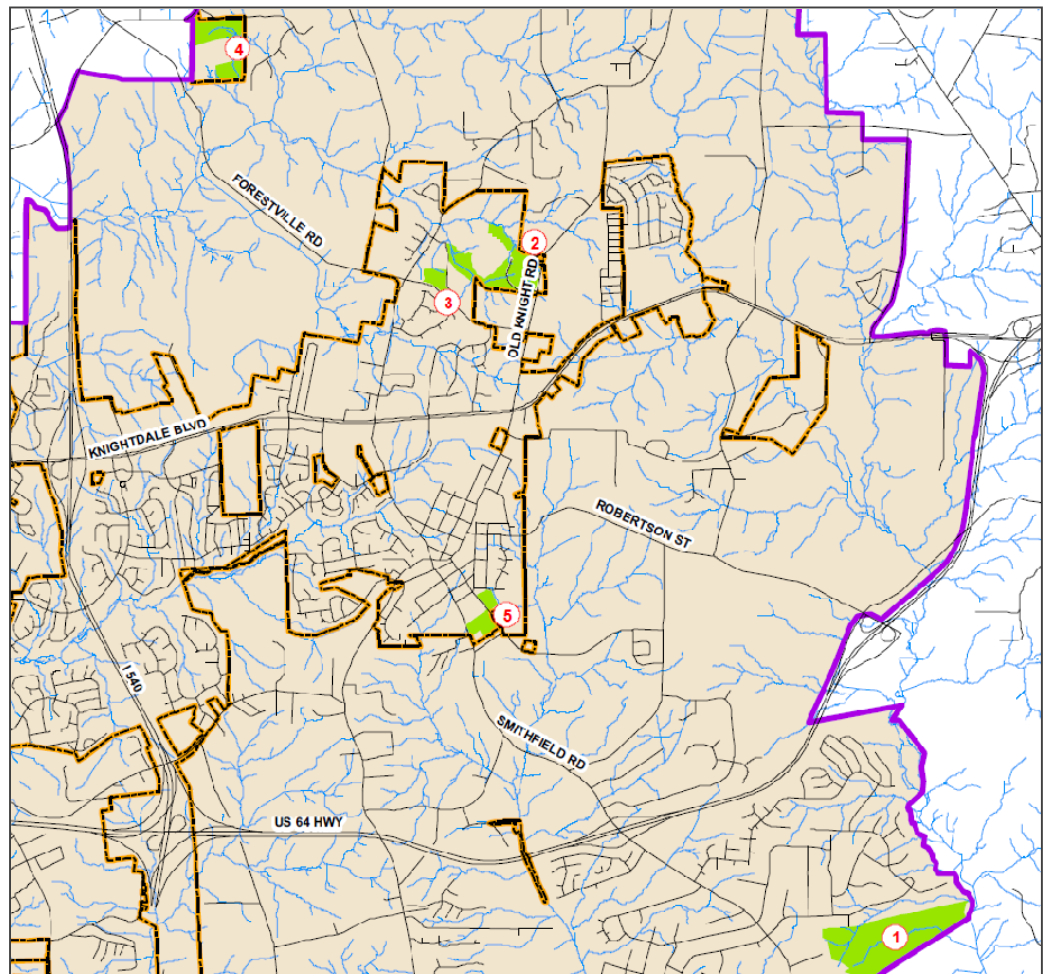 4
FORESTVILLE RD
2
OLD KNIGHT RD
3
KNIGHTDALE BLVD
ROBERTSON ST
5
I 540
SMITHFIELD RD
US 64 HWY
1